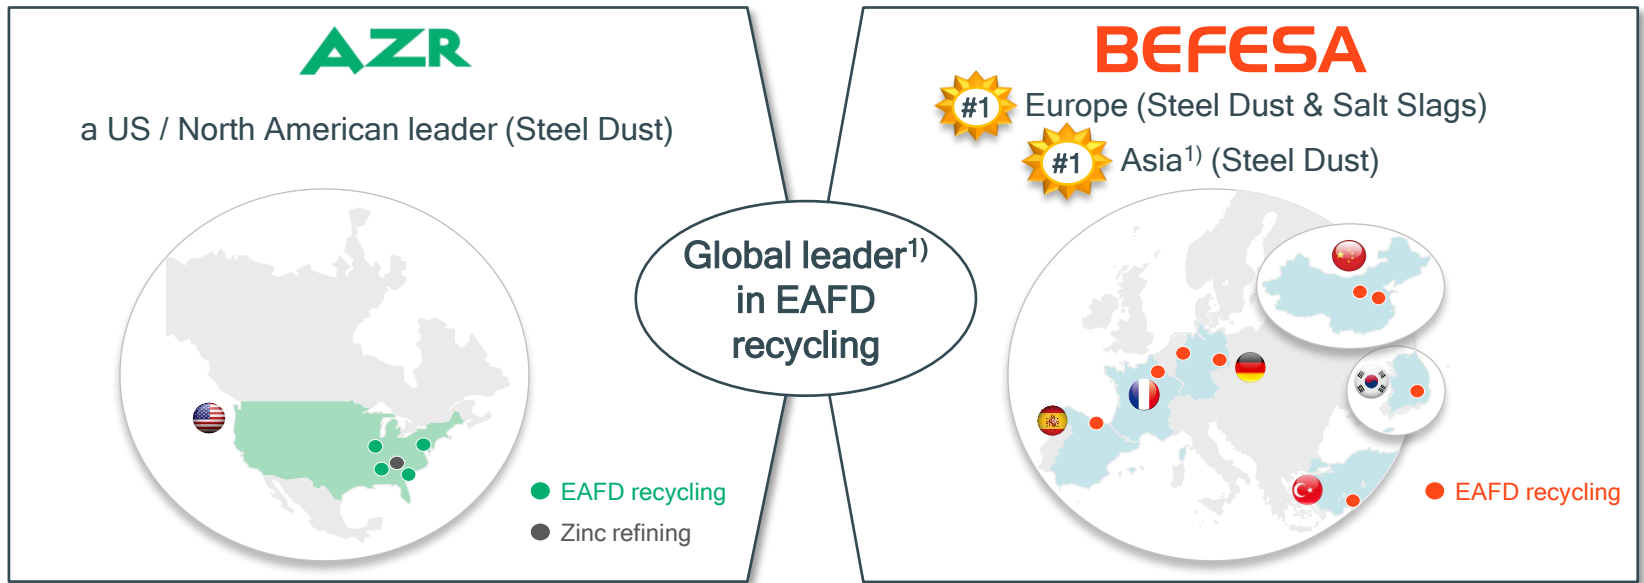 AZR
a US / North American leader (Steel Dust)
EAFD recycling
Zinc refining
Global leader1)
in EAFD
recycling
BEFESA
#1 Europe (Steel Dust & Salt Slags)
#1 Asia1) (Steel Dust)
EAFD recycling